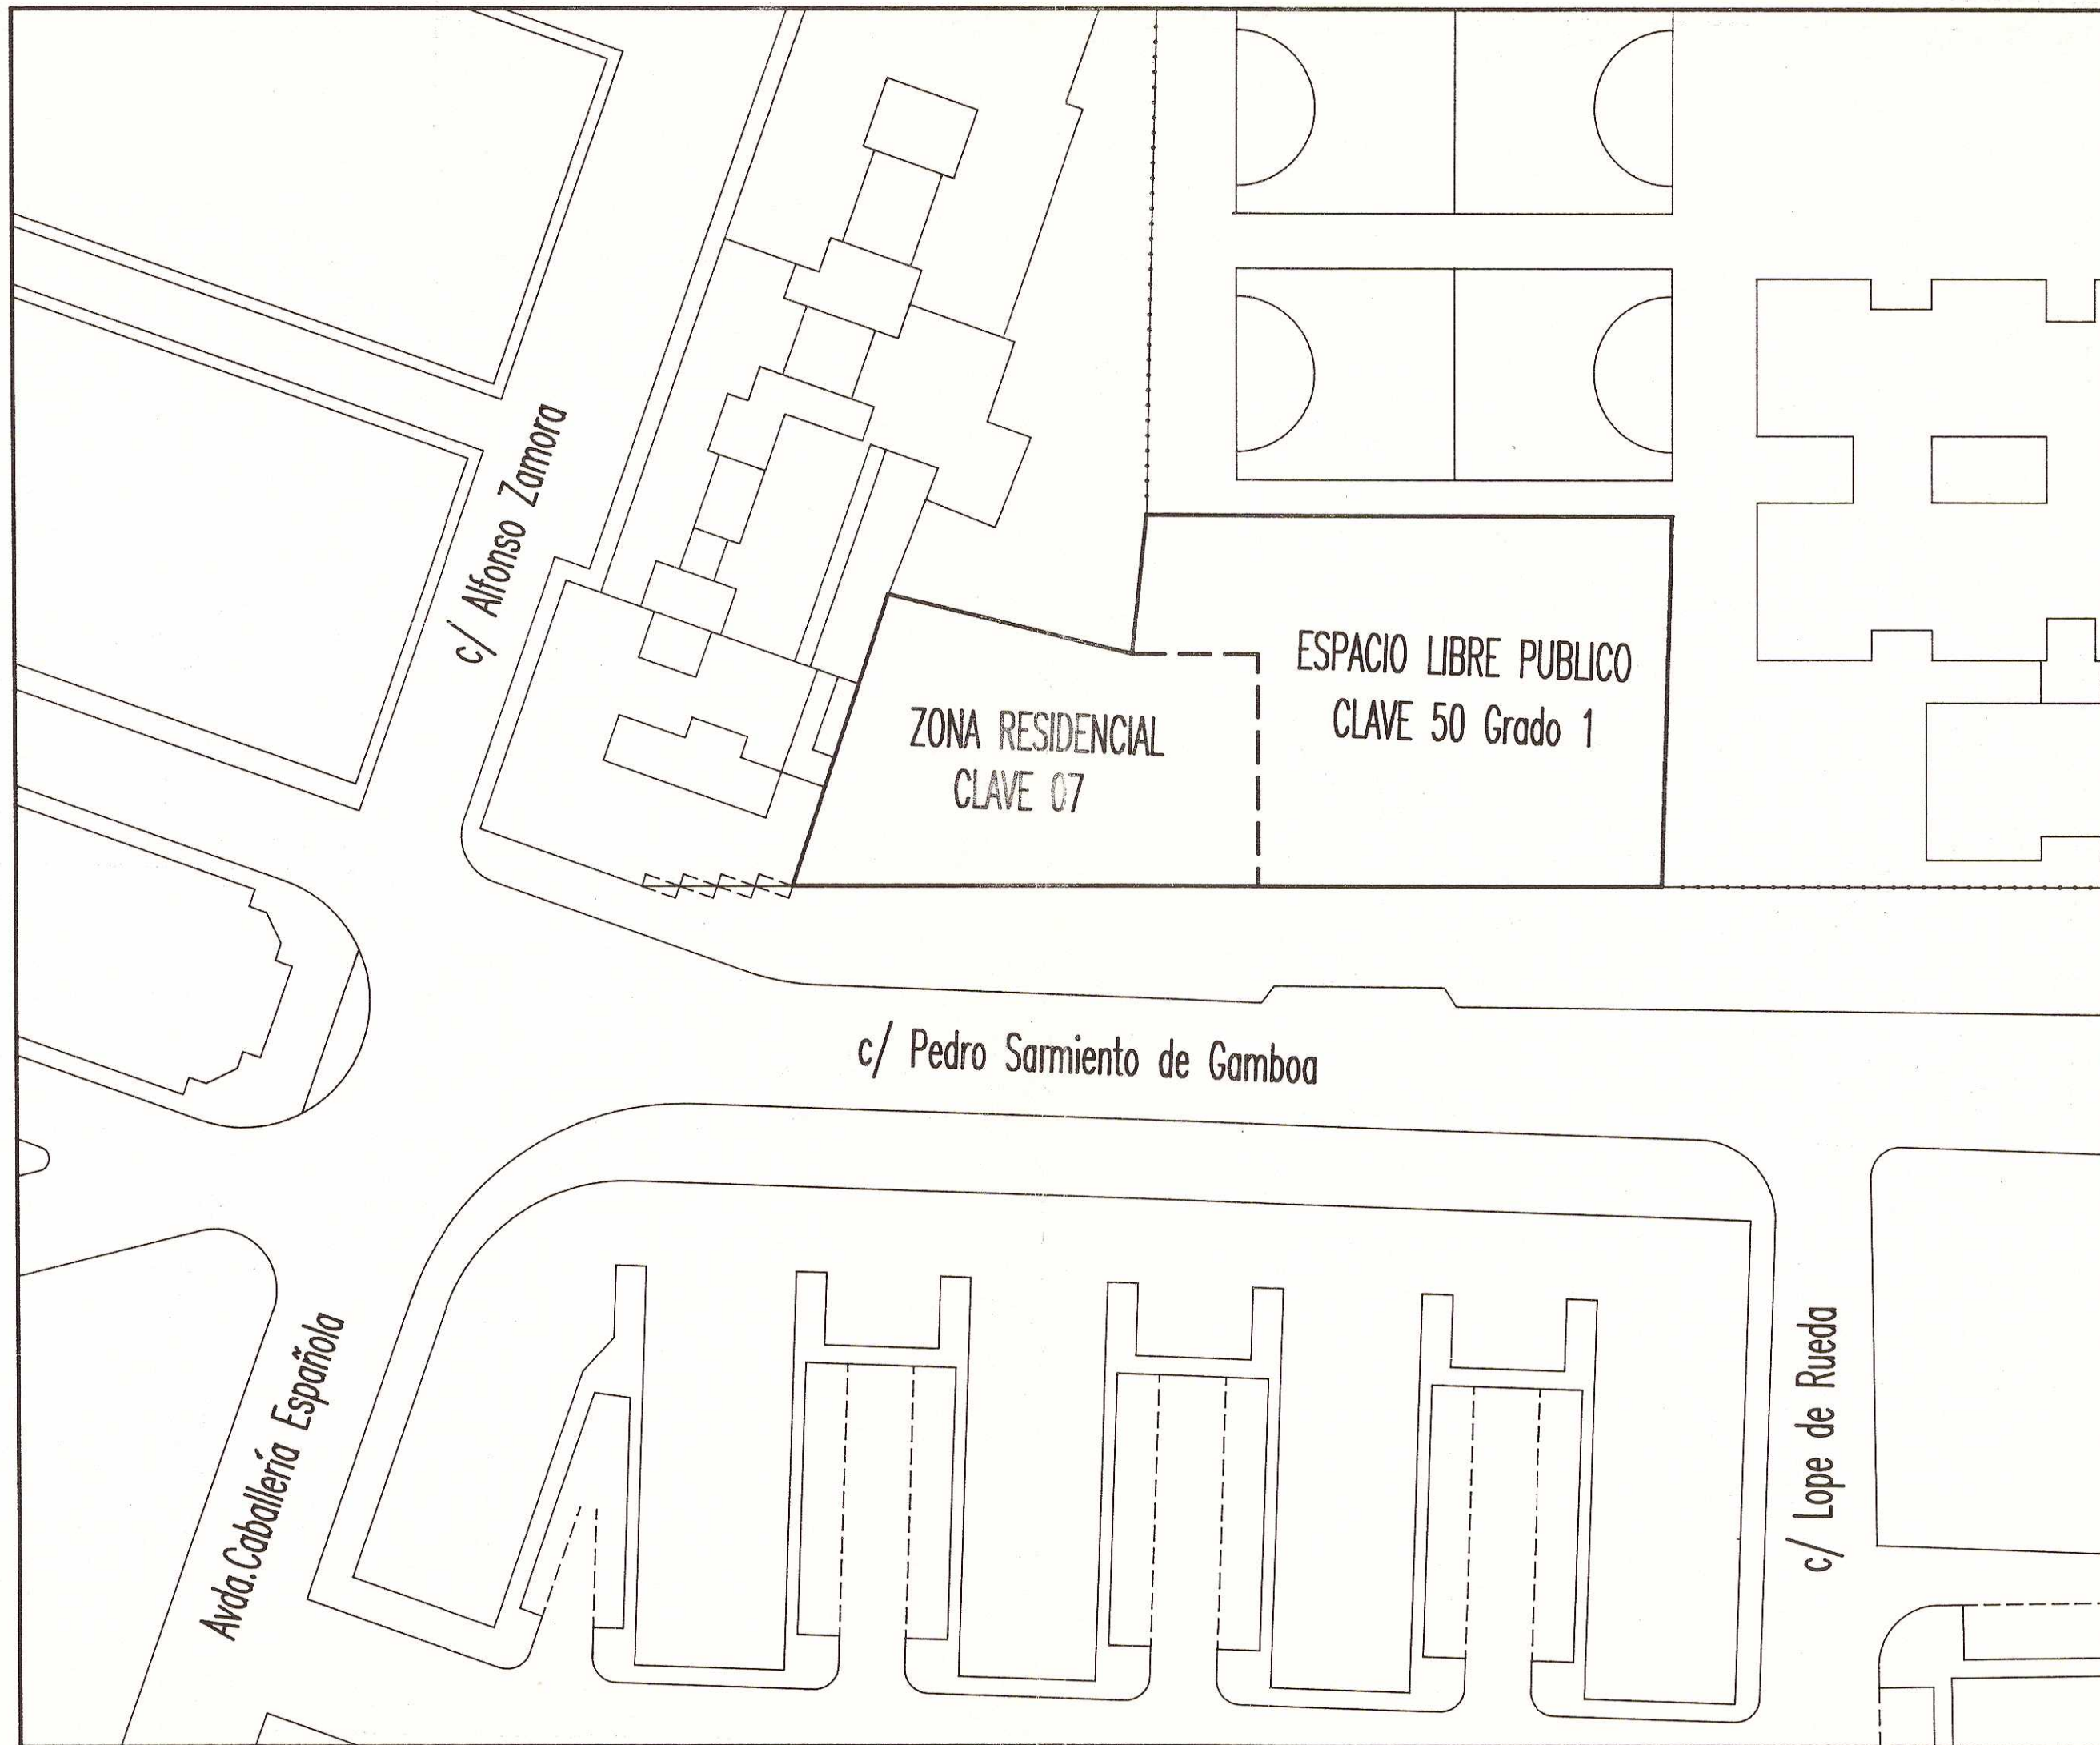 c/ Alfonso Zamora
ESPACIO LIBRE PUBLICO
CLAVE 50 Grado 1
ZONA RESIDENCIAL
CLAVE 07
c/ Pedro Sarmiento de Gamboa
Avda.Caballería Española
c/ Lope de Rueda